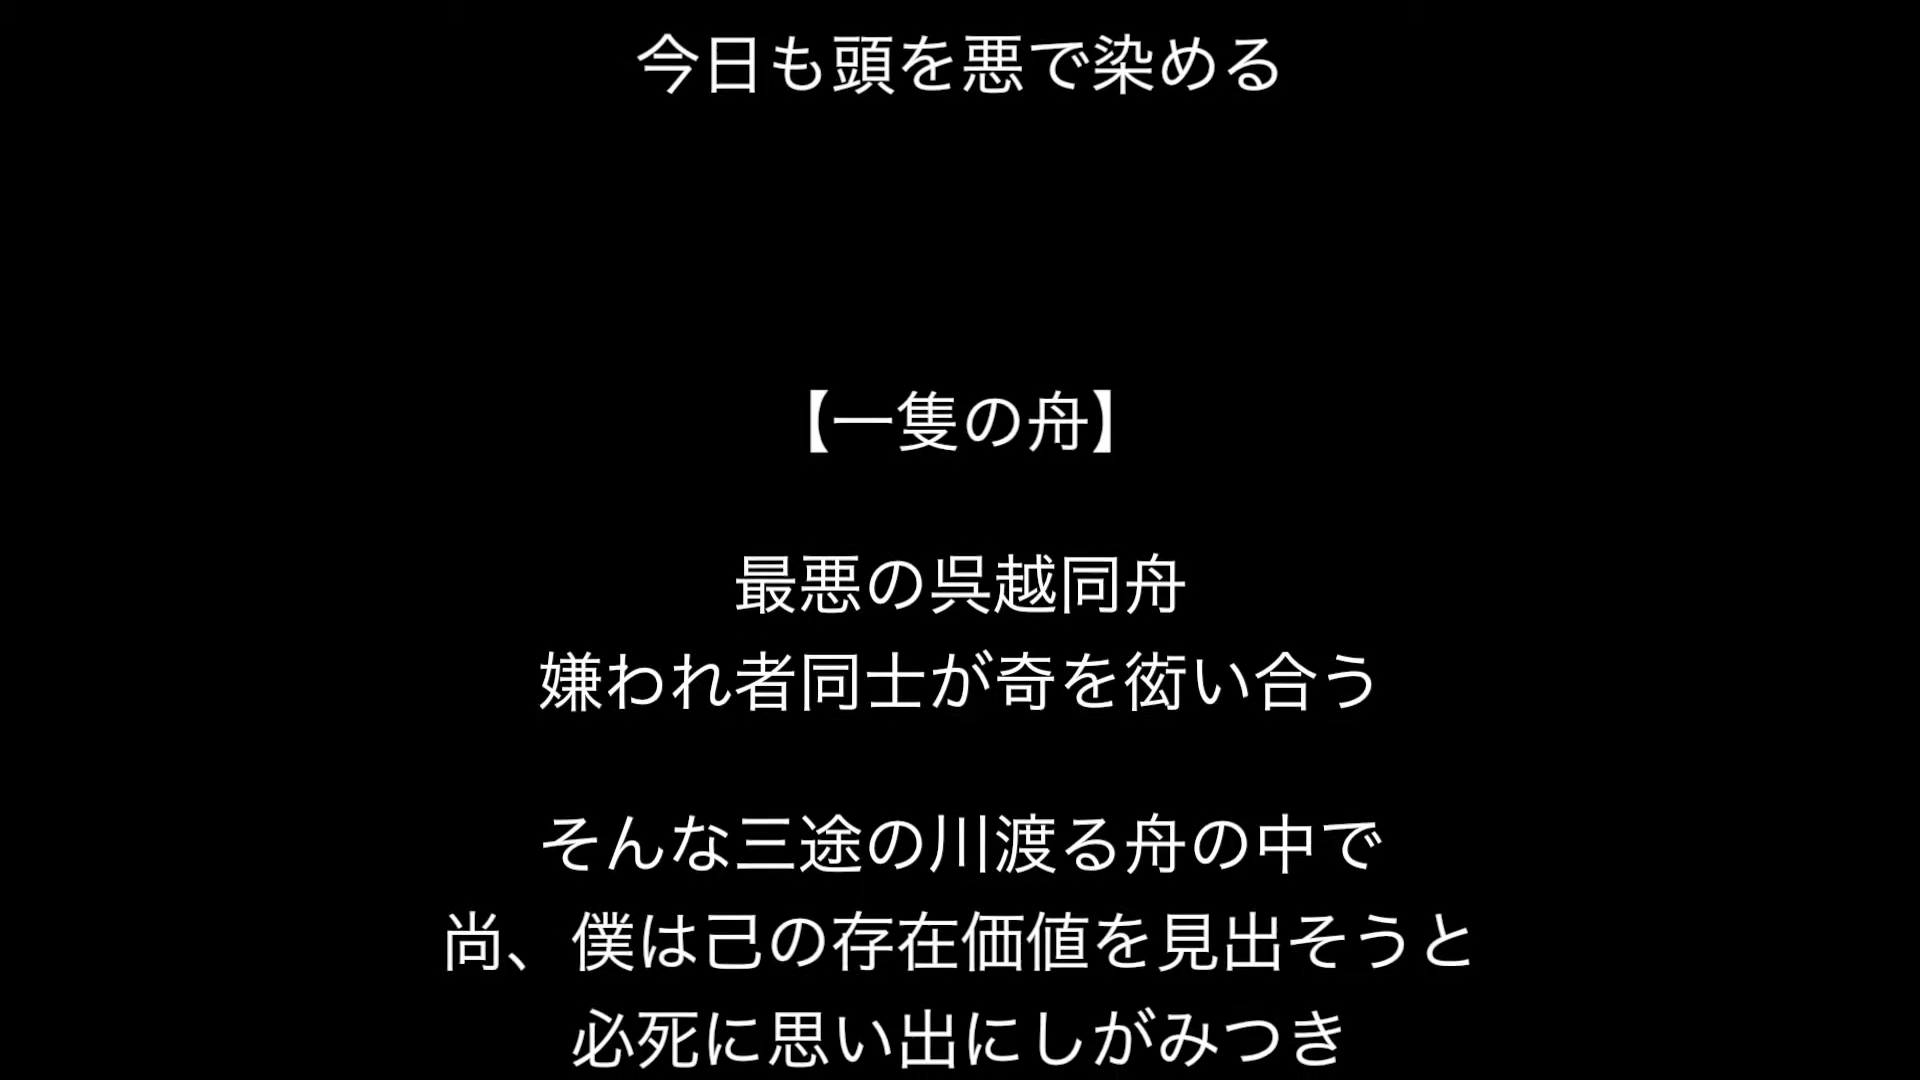 今日も頭を悪で染める
【一隻の舟】
最悪の呉越同舟
嫌われ者同士が奇を衒い合う
そんな三途の川渡る舟の中で
尚、僕は己の存在価値を見出そうと
必死に思い出にしがみつき